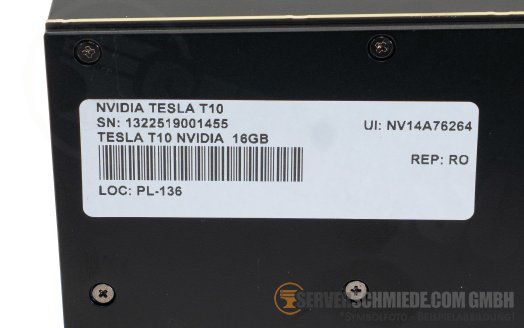 NVIDIA TESLA T10
SN: 1322519001455
UI: NV14A76264
TESLA T10 NVIDIA 16GB
REP: RO
LOC: PL-136
SERVERSCHMIEDE.COM GMBH
*SYMBOLFOTO - BEISPIELABBILDUNG!